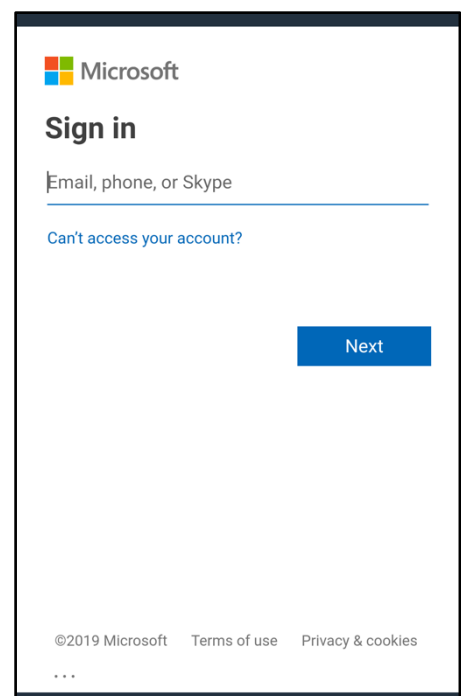 Microsoft
Sign in
Email, phone, or Skype
Can't access your account?
Next
©2019 Microsoft Terms of use Privacy & cookies
...